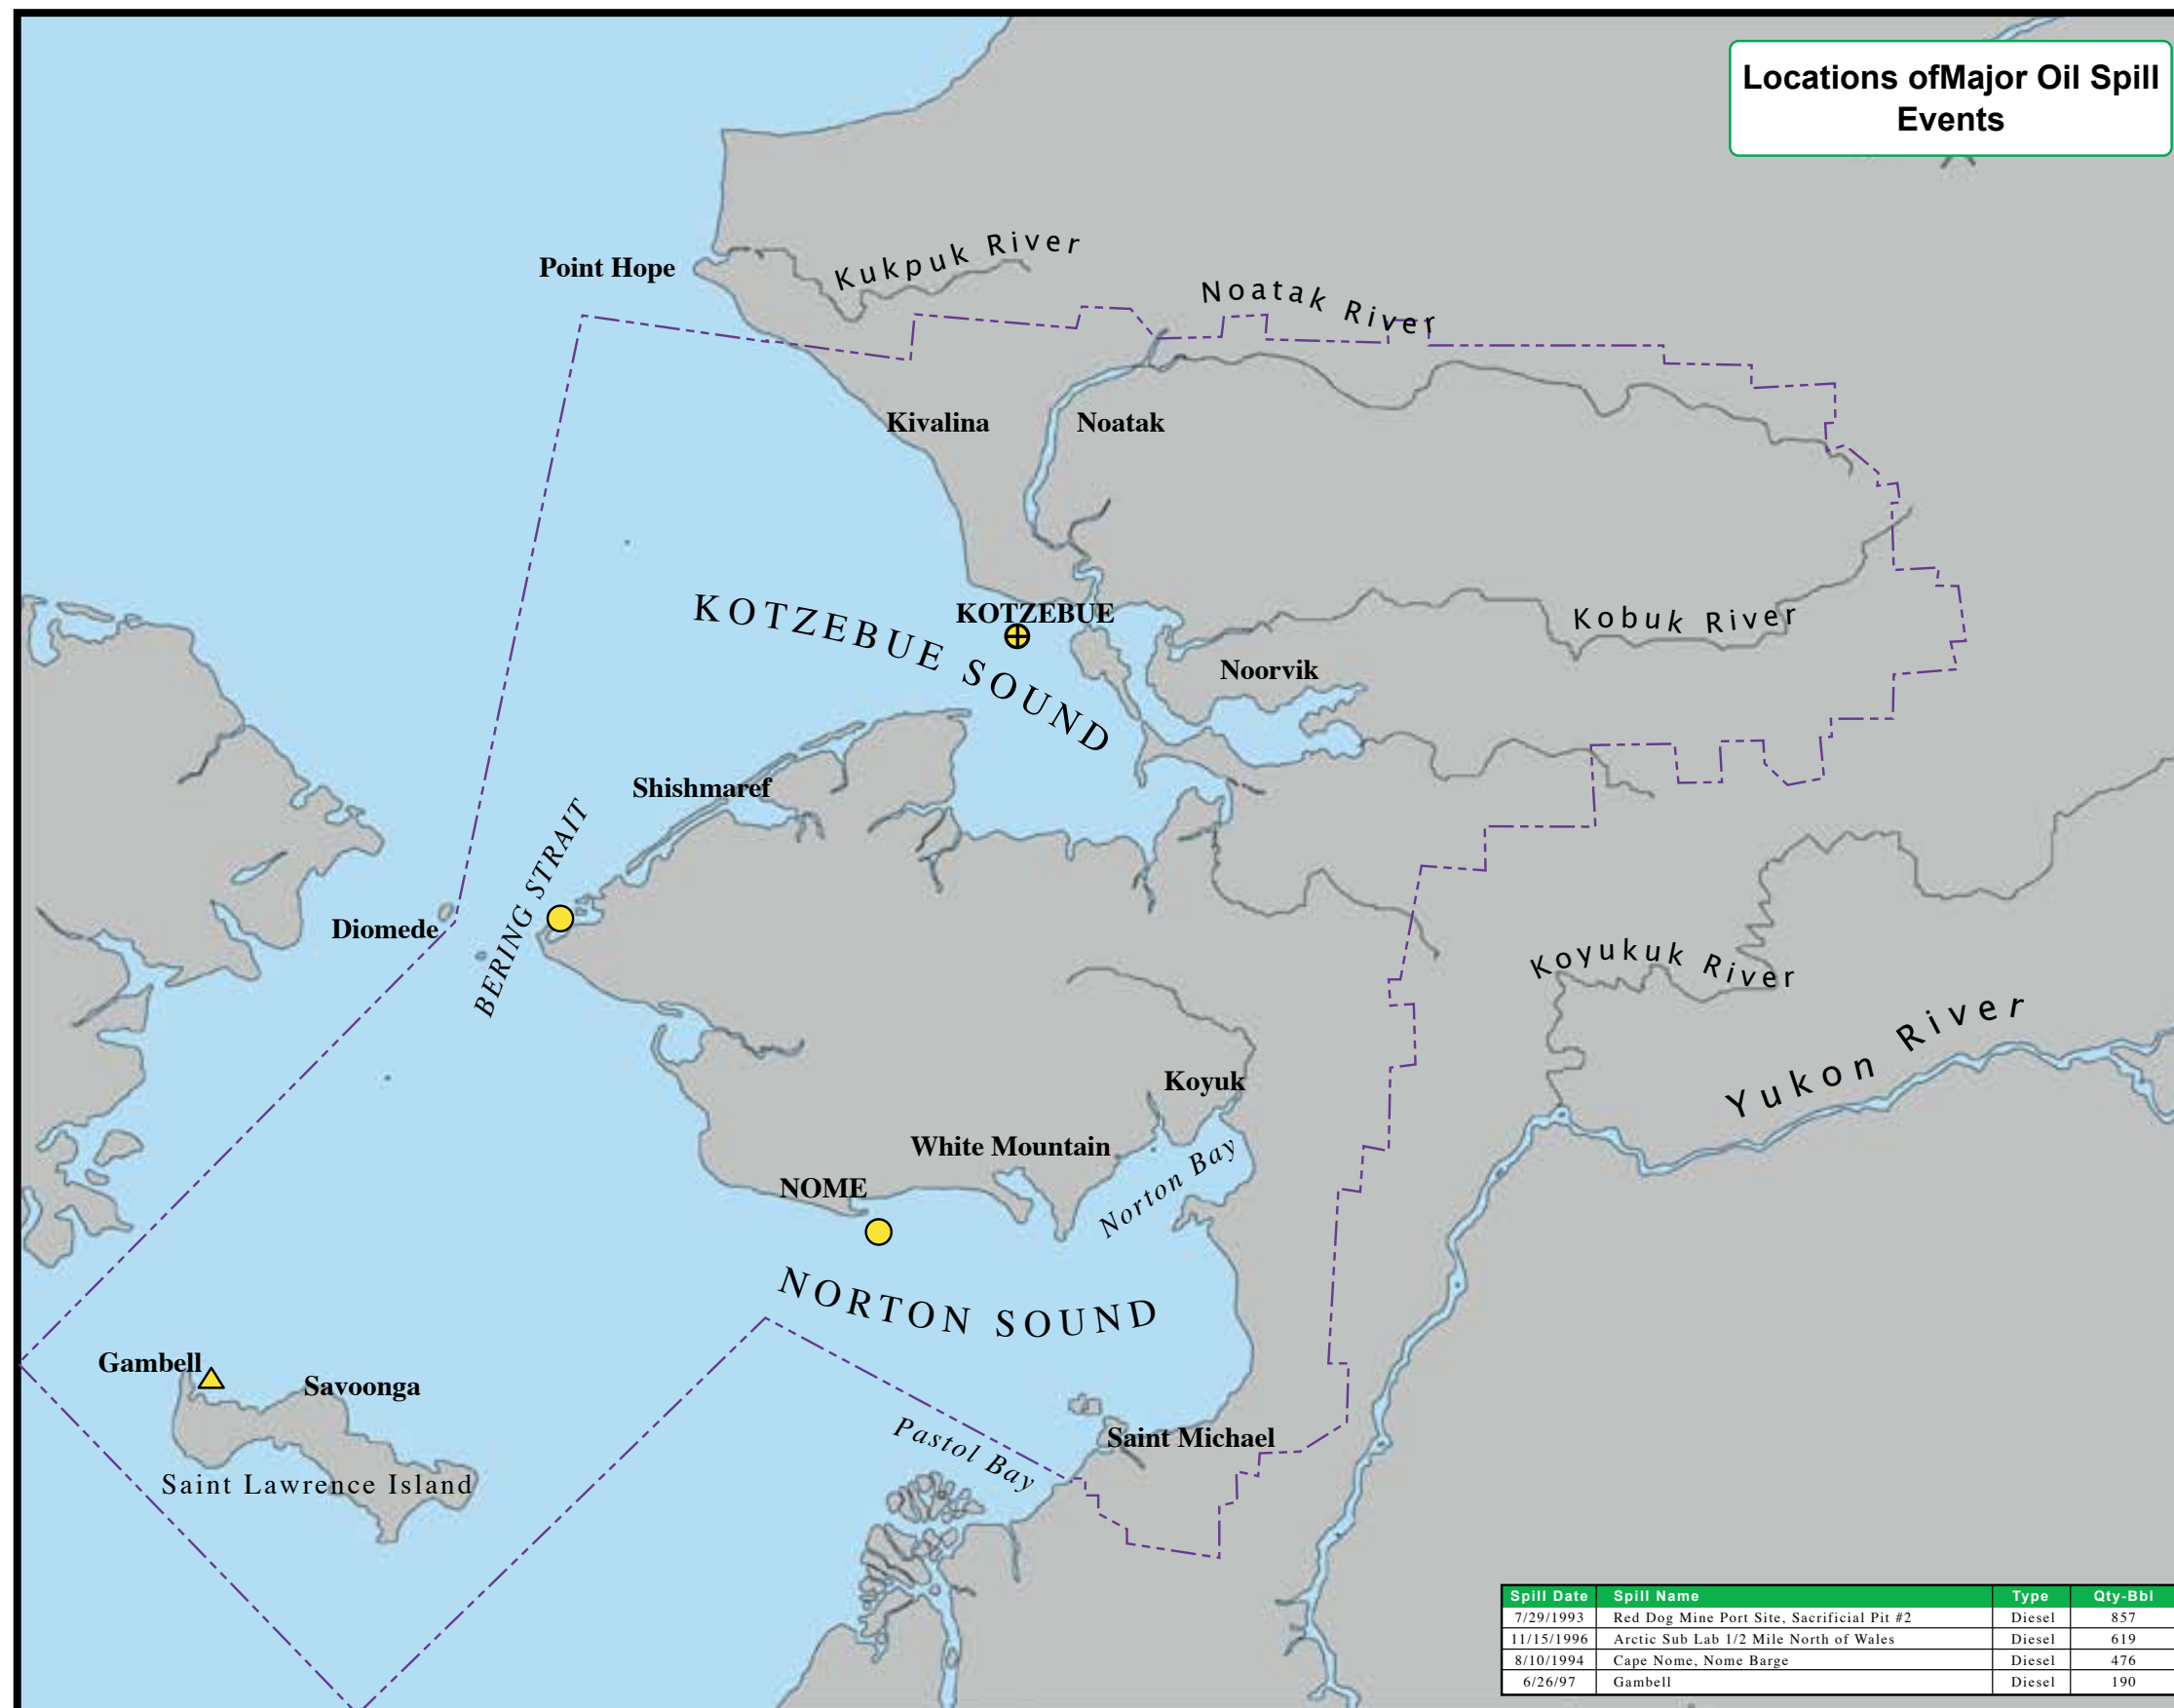 Locations ofMajor Oil Spill
Events
Point Hope
Kukpuk River
Noatak River
Kivalina
Noatak
KOTZEBUE
KOTZEBUE SOUND
Kobuk River
Noorvik
Shishmaref
BERING STRAIT
Diomede
Koyukuk River
Yukon River
Koyuk
White Mountain
Norton Bay
NOME
NORTON SOUND
Gambell
Savoonga
Pastol Bay
Saint Michael
Saint Lawrence Island
Spill Date Spill Name Type Qty-Bbl
7/29/1993 Red Dog Mine Port Site, Sacrificial Pit #2 Diesel 857
11/15/1996 Arctic Sub Lab 1/2 Mile North of Wales Diesel 619
8/10/1994 Cape Nome, Nome Barge Diesel 476
6/26/97 Gambell Diesel 190